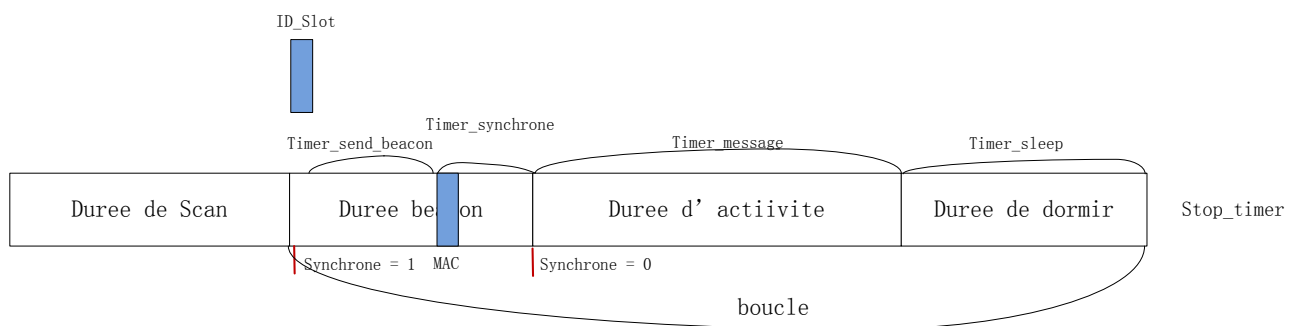 ID_Slot
Timer_synchrone
Timer_send_beacon
Timer_message
Timer_sleep
Duree de Scan
Duree beacon
Duree d' actiivite
Duree de dormir
Stop_timer
Synchrone = 1
MAC
Synchrone = 0
boucle